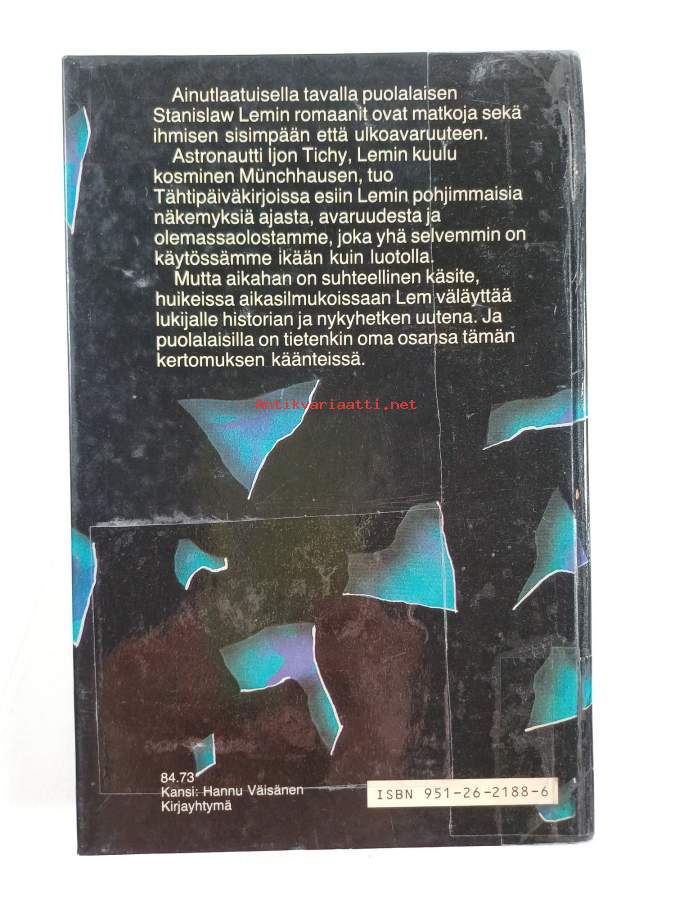 Ainutlaatuisella tavalla puolalaisen
Stanislaw Lemin romaanit ovat matkoja sekä
ihmisen sisimpään että ulkoavaruuteen.
Astronautti Ijon Tichy, Lemin kuulu
kosminen Münchhausen, tuo
Tähtipäiväkirjoissa esiin Lemin pohjimmaisia
näkemyksiä ajasta, avaruudesta ja
olemassaolostamme, joka yhä selvemmin on
käytössämme ikään kuin luotolla.
Mutta aikahan on suhteellinen käsite,
huikeissa aikasilmukoissaan Lem väläyttää
lukijalle historian ja nykyhetken uutena. Ja
puolalaisilla on tietenkin oma osansa tämän
kertomuksen käänteissä.
Antikvariaatti.net
84.73
Kansi: Hannu Väisänen
Kirjayhtymä
ISBN 951-26-2188-6